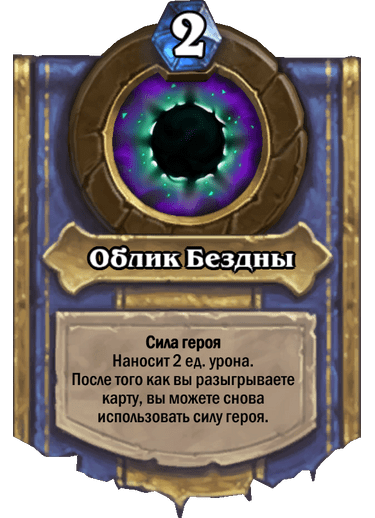 2
Облик Бездны
Сила героя
Наносит 2 ед. урона.
После того как вы разыгрываете
карту, вы можете снова
использовать силу героя.